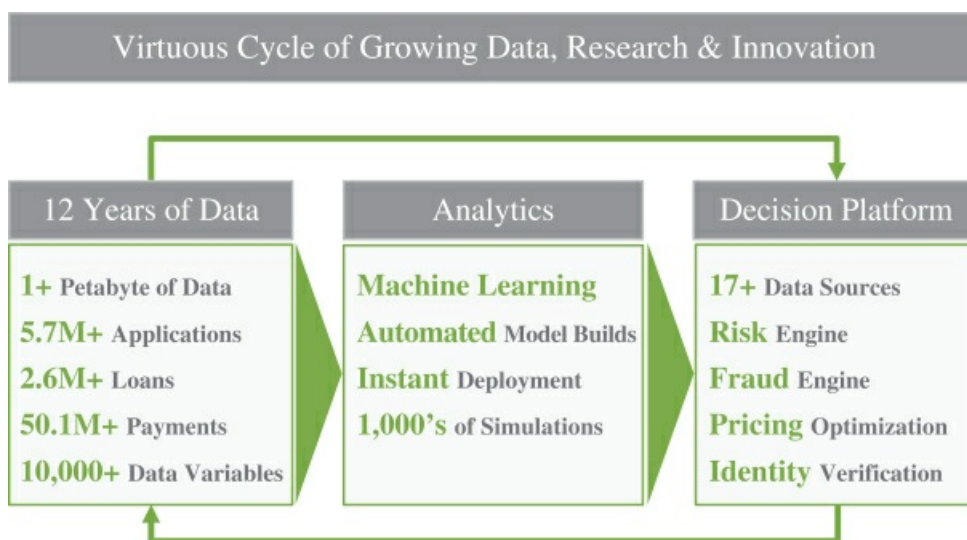 Virtuous Cycle of Growing Data, Research & Innovation
12 Years of Data
1+ Petabyte of Data
5.7M+ Applications
2.6M+ Loans
50.1M+ Payments
10,000+ Data Variables
Analytics
Machine Learning
Automated Model Builds
Instant Deployment
1,000’s of Simulations
Decision Platform
17+ Data Sources
Risk Engine
Fraud Engine
Pricing Optimization
Identity Verification